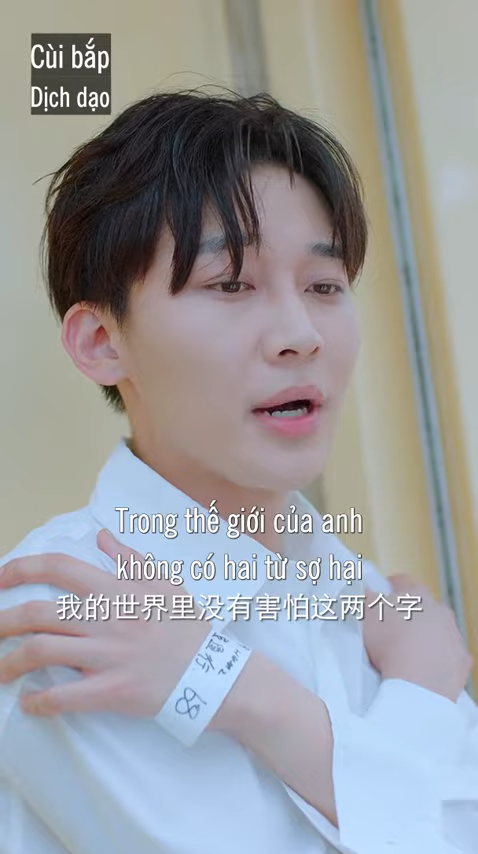 Cùi bắp
Dịch dạo
Trong thế giới của anh
không có hai từ sợ hại
我的世界里没有害怕这两个字
68